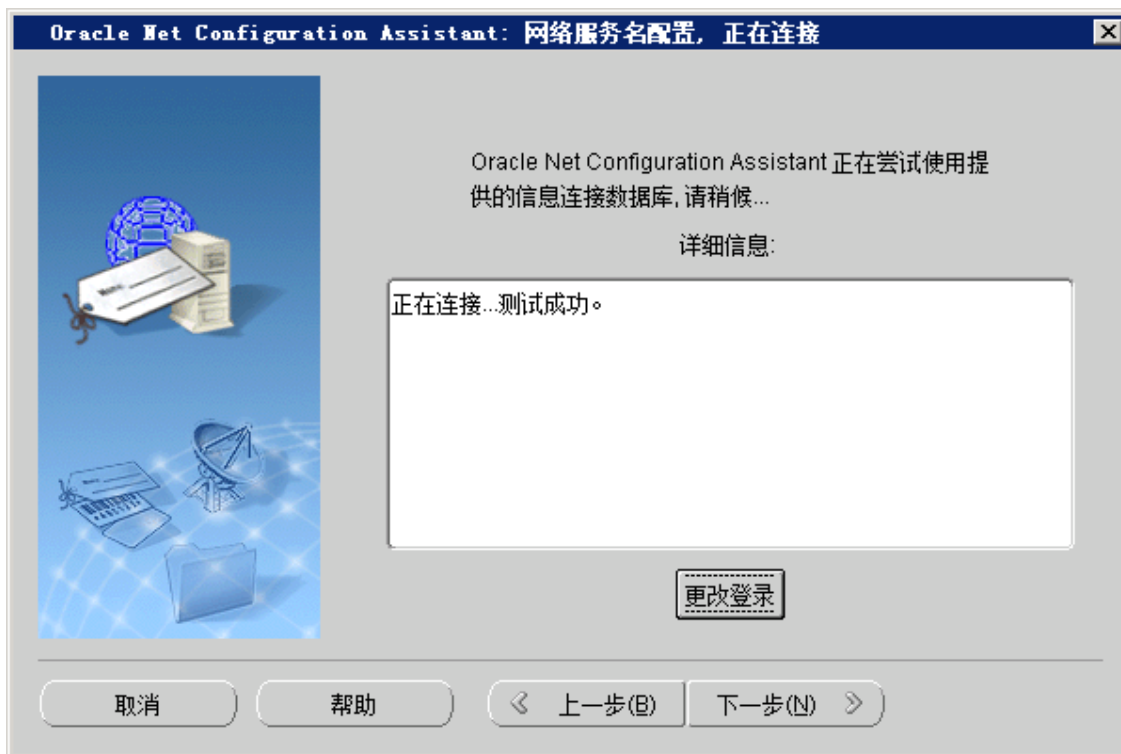 Oracle Net Configuration Assistant: 网络服务名配置, 正在连接
Oracle Net Configuration Assistant 正在尝试使用提
供的信息连接数据库, 请稍候...
详细信息:
正在连接...测试成功。
更改登录
取消
帮助
上一步(B)
下一步(N)